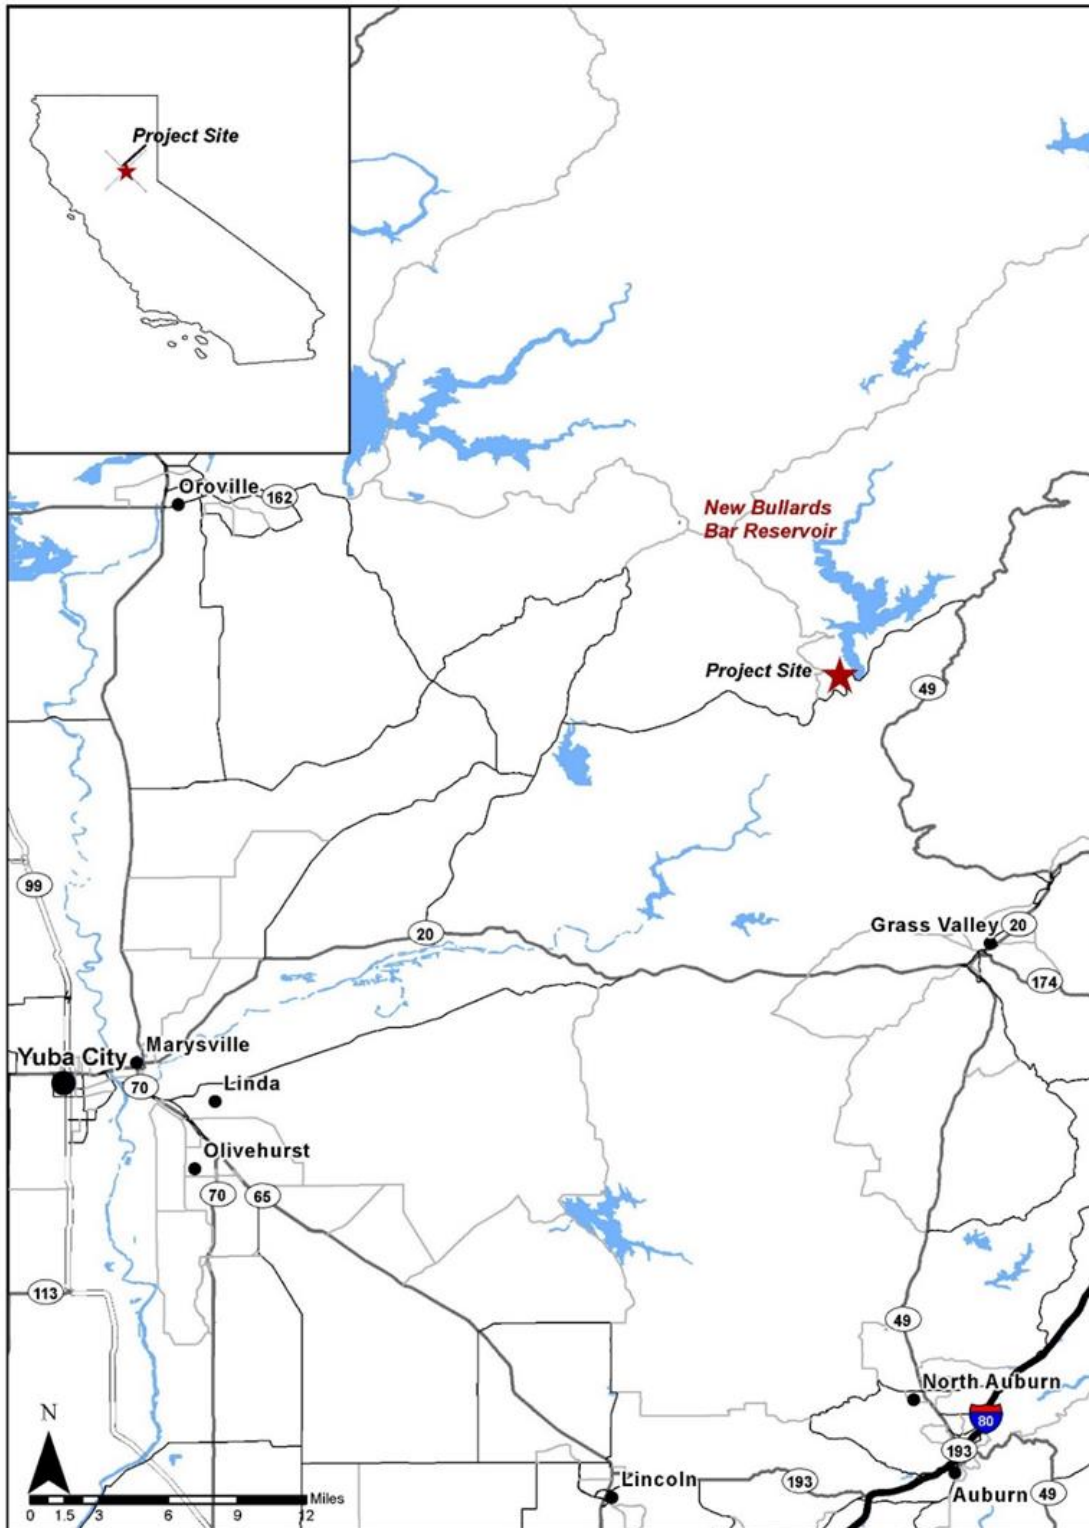 Project Site
Oroville
162
New Bullards
Bar Reservoir
Project Site
49
99
20
Grass Valley
20
174
Marysville
Yuba City
70
Linda
Olivehurst
70
65
113
49
North Auburn
80
193
N
Lincoln
193
Auburn
49
Miles
0 1.5 3 6 9 12